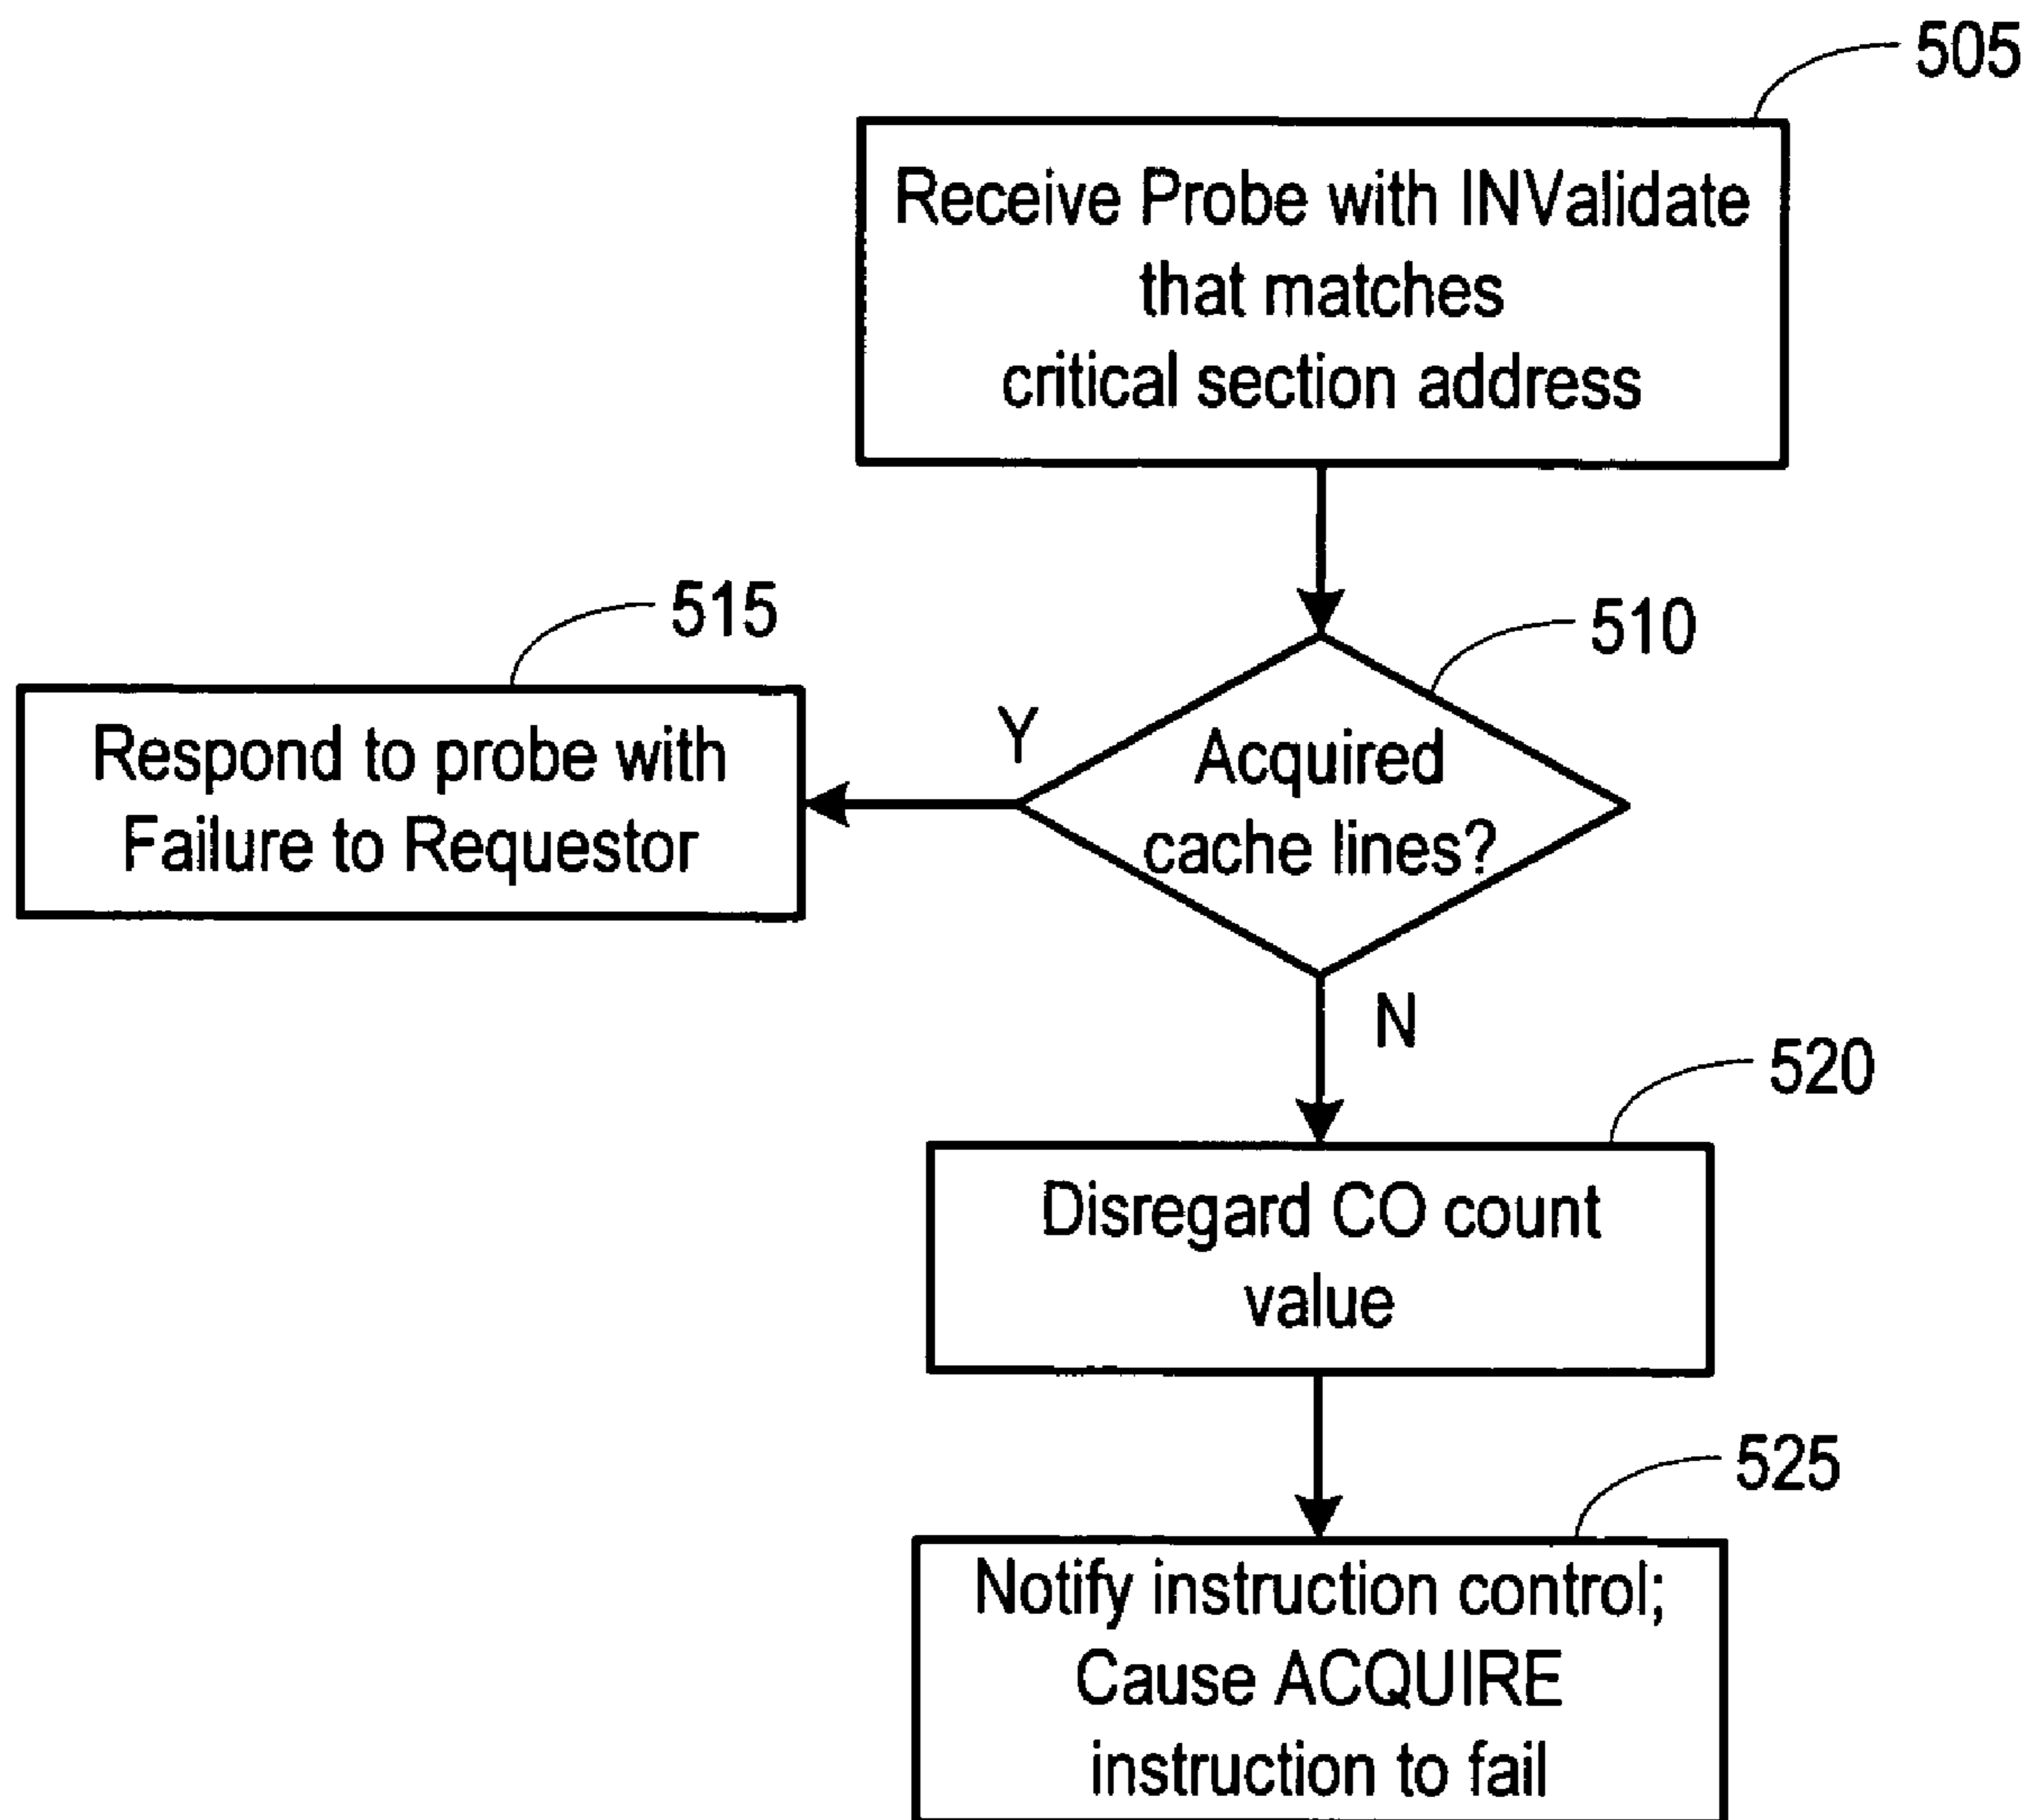 505
Receive Probe with INValidate
that matches
critical section address
510
Acquired
cache lines?
Y
515
Respond to probe with
Failure to Requestor
N
520
Disregard CO count
value
525
Notify instruction control;
Cause ACQUIRE
instruction to fail